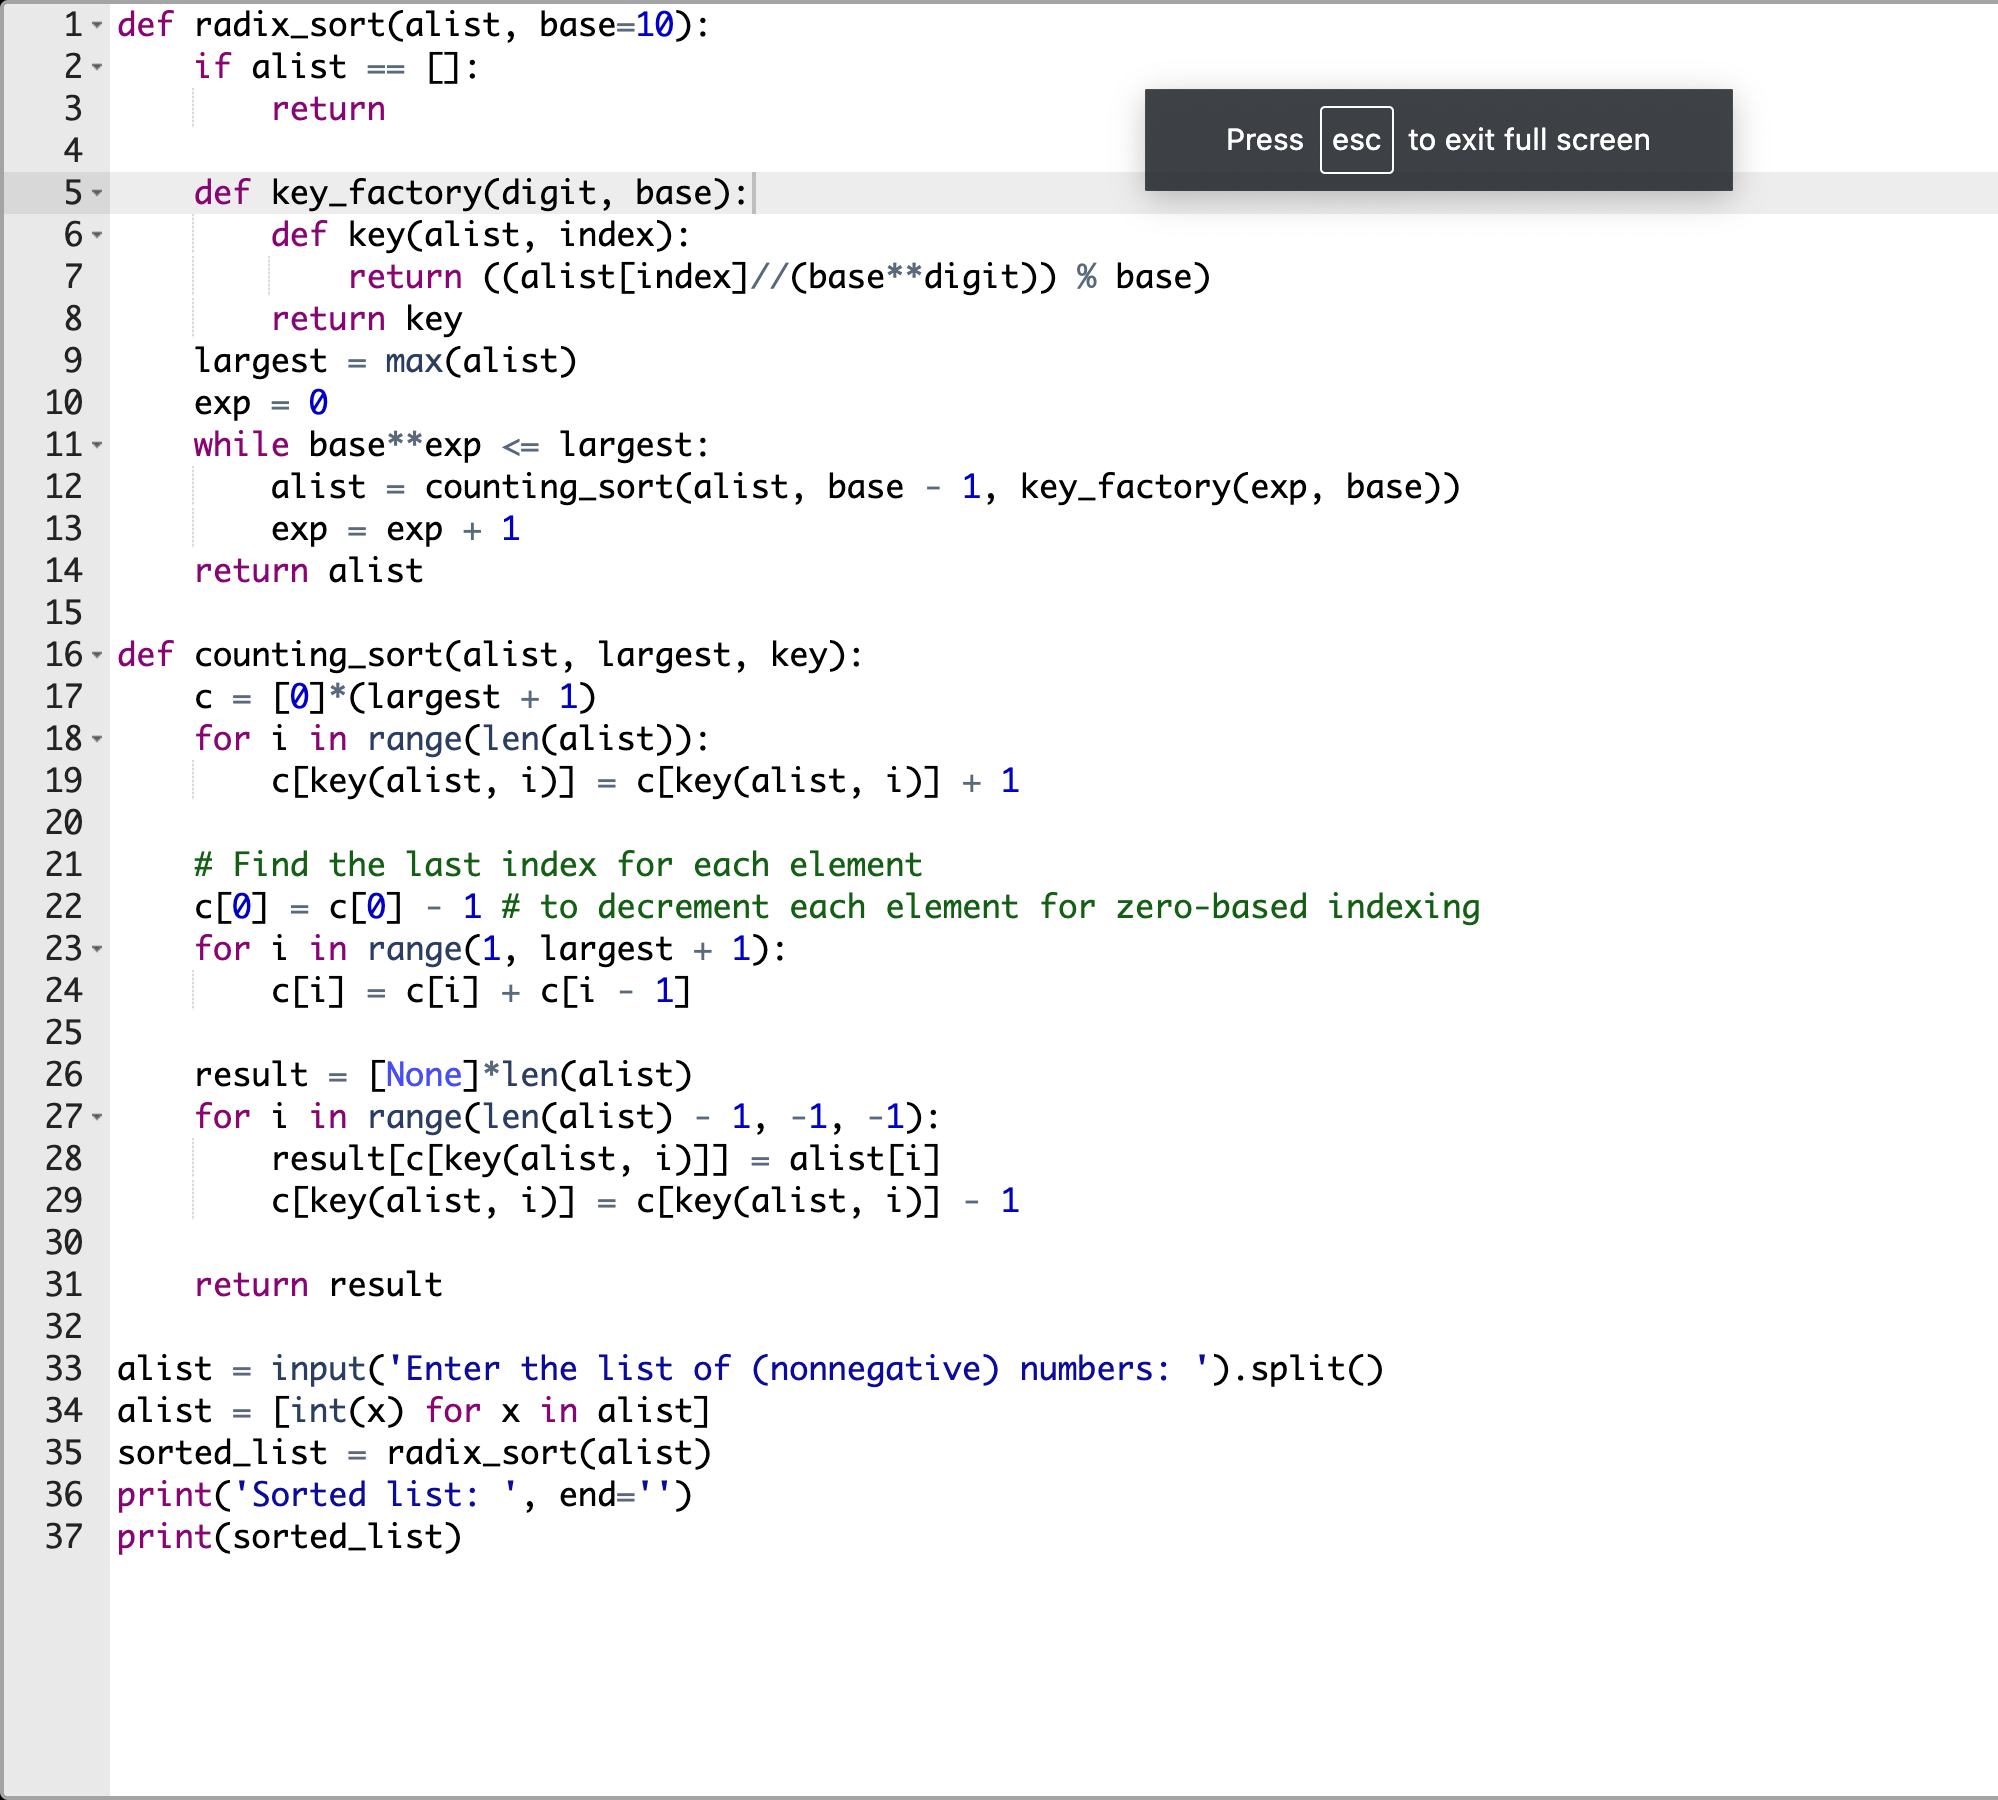 1 def radix_sort(alist, base=10):
2     if alist == []:
3         return
4
5     def key_factory(digit, base):
6         def key(alist, index):
7             return ((alist[index]//(base**digit)) % base)
8         return key
9     largest = max(alist)
10     exp = 0
11     while base**exp <= largest:
12         alist = counting_sort(alist, base - 1, key_factory(exp, base))
13         exp = exp + 1
14     return alist
15
16 def counting_sort(alist, largest, key):
17     c = [0]*(largest + 1)
18     for i in range(len(alist)):
19         c[key(alist, i)] = c[key(alist, i)] + 1
20
21     # Find the last index for each element
22     c[0] = c[0] - 1 # to decrement each element for zero-based indexing
23     for i in range(1, largest + 1):
24         c[i] = c[i] + c[i - 1]
25
26     result = [None]*len(alist)
27     for i in range(len(alist) - 1, -1, -1):
28         result[c[key(alist, i)]] = alist[i]
29         c[key(alist, i)] = c[key(alist, i)] - 1
30
31     return result
32
33 alist = input('Enter the list of (nonnegative) numbers: ').split()
34 alist = [int(x) for x in alist]
35 sorted_list = radix_sort(alist)
36 print('Sorted list: ', end='')
37 print(sorted_list)
Press esc to exit full screen